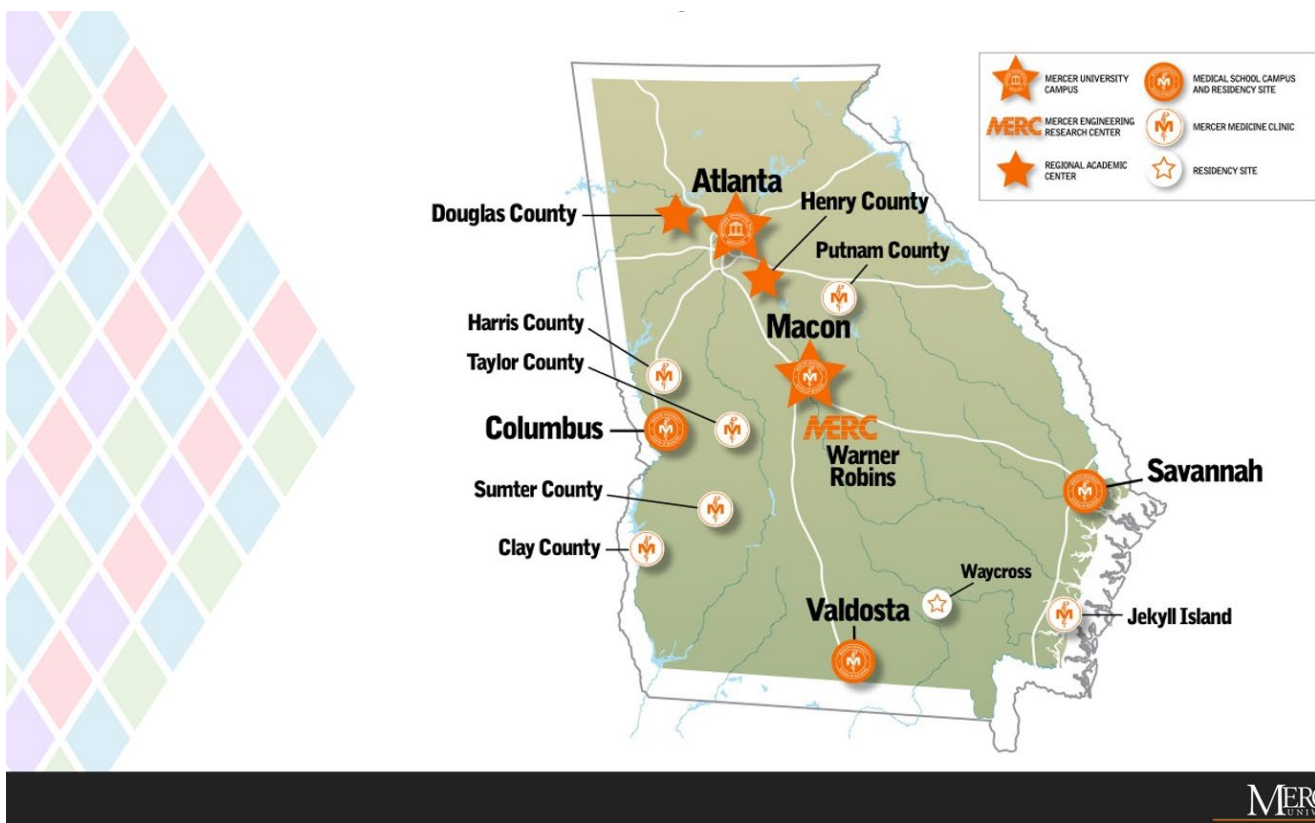 MERCER UNIVERSITY
CAMPUS
MEDICAL SCHOOL CAMPUS
AND RESIDENCY SITE
MERC
MERCER ENGINEERING
RESEARCH CENTER
MERCER MEDICINE CLINIC
REGIONAL ACADEMIC
CENTER
RESIDENCY SITE
Atlanta
Douglas County
Henry County
Putnam County
Harris County
Macon
Taylor County
Columbus
MERC
Warner
Robins
Savannah
Sumter County
Clay County
Waycross
Valdosta
Jekyll Island
MERC
UNIV